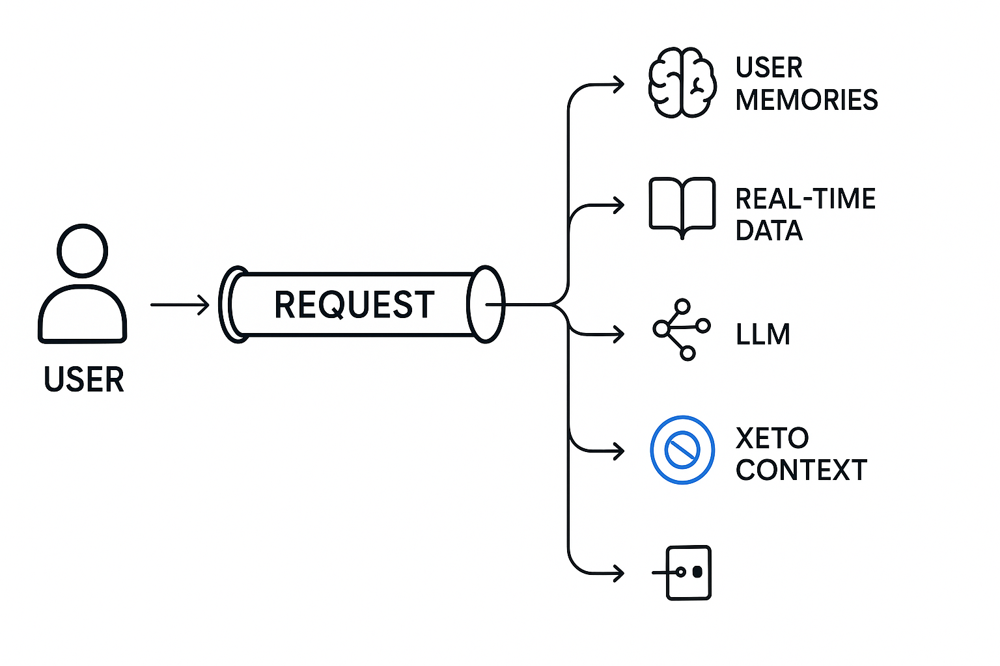 USER
REQUEST
USER
MEMORIES
REAL-TIME
DATA
LLM
XETO
CONTEXT